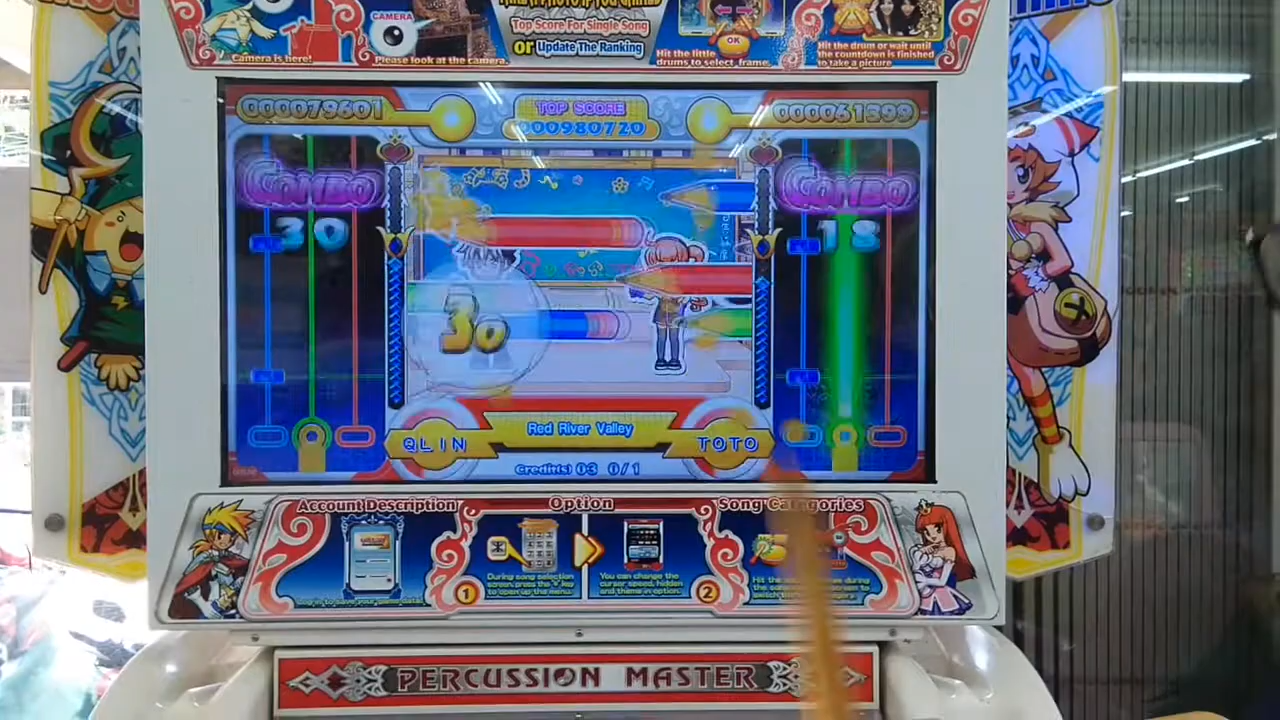 CAMERA
Camera is here!
Please look at the camera.
Top Score For Single Song
or Update The Ranking
OK
Hit the little
drums to select frame.
Hit the drum or wait until
the countdown is finished
to take a picture
000079601
TOP SCORE
000980720
000061399
COMBO
30
COMBO
18
30
Red River Valley
QLIN
TOTO
Credit(s) 03 0/1
Account Description
Option
Song Categories
During song selection
screen, press the
key
to open up the menu.
You can change the
cursor speed, hidden
and theme in option.
1
2
PERCUSSION MASTER